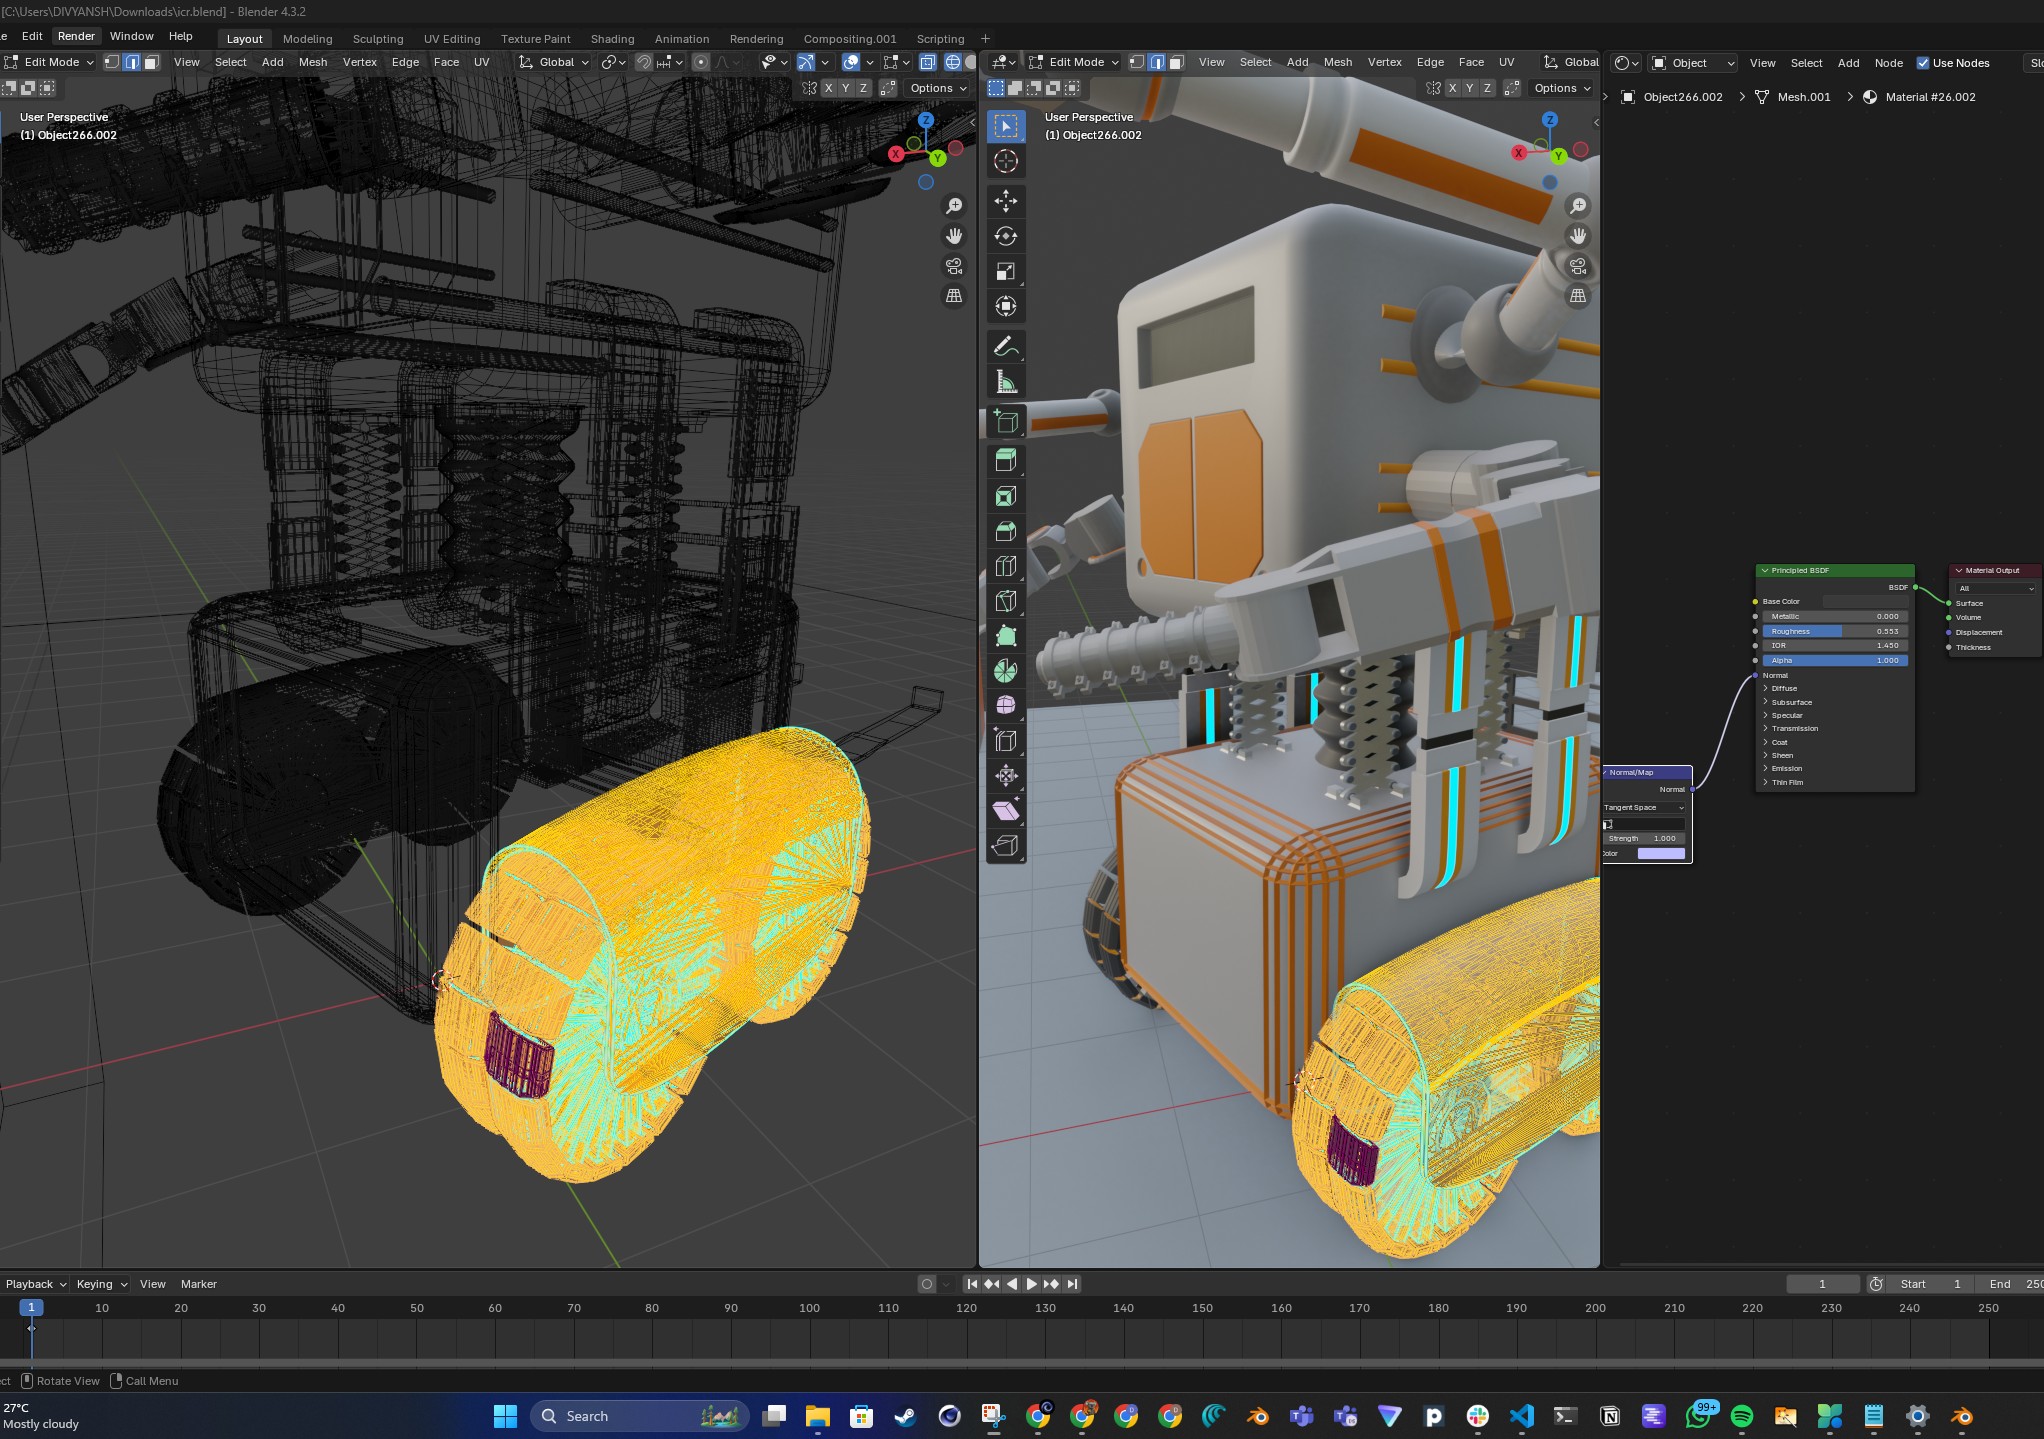 [C:\Users\DIVYANSH\Downloads\icr.blend] - Blender 4.3.2
Edit Render Window Help Layout Modeling Sculpting UV Editing Texture Paint Shading Animation Rendering Compositing.001 Scripting +
Edit Mode View Select Add Mesh Vertex Edge Face UV Global
X Y Z Options
User Perspective
(1) Object266.002
Z
X
Y
Edit Mode View Select Add Mesh Vertex Edge Face UV Global
X Y Z Options
User Perspective
(1) Object266.002
Z
X
Y
Object View Select Add Node Use Nodes
Object266.002 > Mesh.001 > Material #26.002
Principled BSDF
BSDF
Base Color
Metallic 0.000
Roughness 0.553
IOR 1.450
Alpha 1.000
Normal
Diffuse
Subsurface
Specular
Transmission
Coat
Sheen
Emission
Thin Film
Material Output
All
Surface
Volume
Displacement
Thickness
Normal/Map
Normal
Tangent Space
Strength 1.000
Playback Keying View Marker
1 Start 1 End
1 10 20 30 40 50 60 70 80 90 100 110 120 130 140 150 160 170 180 190 200 210 220 230 240 250
Rotate View Call Menu
27°C
Mostly cloudy
Search
99+